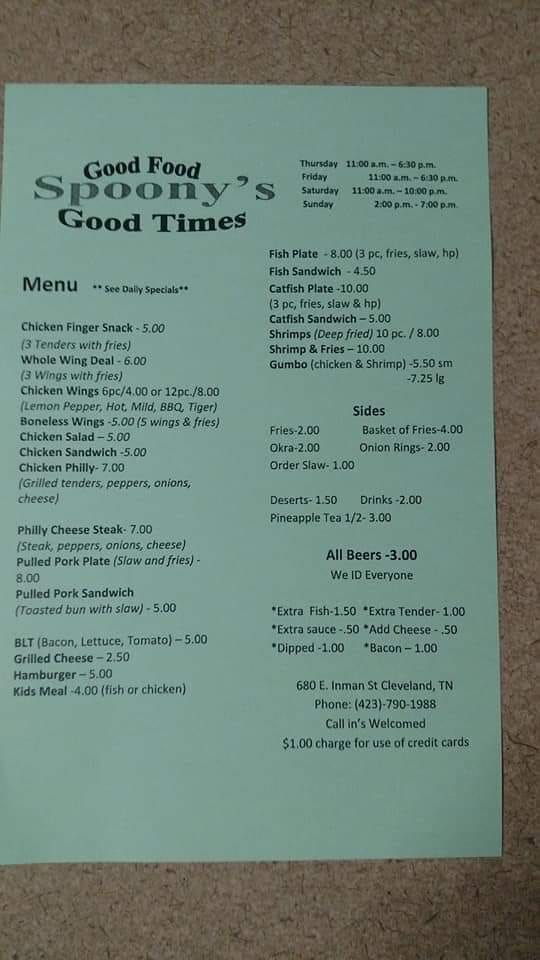 Good Food
Spoony's
Good Times
Thursday 11:00 a.m. – 6:30 p.m.
Friday 11:00 a.m. – 6:30 p.m.
Saturday 11:00 a.m. – 10:00 p.m.
Sunday 2:00 p.m. - 7:00 p.m.
Menu ** See Daily Specials**
Chicken Finger Snack - 5.00
(3 Tenders with fries)
Whole Wing Deal - 6.00
(3 Wings with fries)
Chicken Wings 6pc/4.00 or 12pc./8.00
(Lemon Pepper, Hot, Mild, BBQ, Tiger)
Boneless Wings -5.00 (5 wings & fries)
Chicken Salad – 5.00
Chicken Sandwich -5.00
Chicken Philly- 7.00
(Grilled tenders, peppers, onions,
cheese)
Philly Cheese Steak- 7.00
(Steak, peppers, onions, cheese)
Pulled Pork Plate (Slaw and fries) -
8.00
Pulled Pork Sandwich
(Toasted bun with slaw) - 5.00
BLT (Bacon, Lettuce, Tomato) – 5.00
Grilled Cheese – 2.50
Hamburger – 5.00
Kids Meal -4.00 (fish or chicken)
Fish Plate - 8.00 (3 pc, fries, slaw, hp)
Fish Sandwich - 4.50
Catfish Plate -10.00
(3 pc, fries, slaw & hp)
Catfish Sandwich – 5.00
Shrimps (Deep fried) 10 pc. / 8.00
Shrimp & Fries – 10.00
Gumbo (chicken & Shrimp) -5.50 sm
-7.25 lg
Sides
Fries-2.00 Basket of Fries-4.00
Okra-2.00 Onion Rings- 2.00
Order Slaw- 1.00
Deserts- 1.50 Drinks -2.00
Pineapple Tea 1/2- 3.00
All Beers -3.00
We ID Everyone
*Extra Fish-1.50 *Extra Tender- 1.00
*Extra sauce -.50 *Add Cheese - .50
*Dipped -1.00 *Bacon – 1.00
680 E. Inman St Cleveland, TN
Phone: (423)-790-1988
Call in's Welcomed
$1.00 charge for use of credit cards